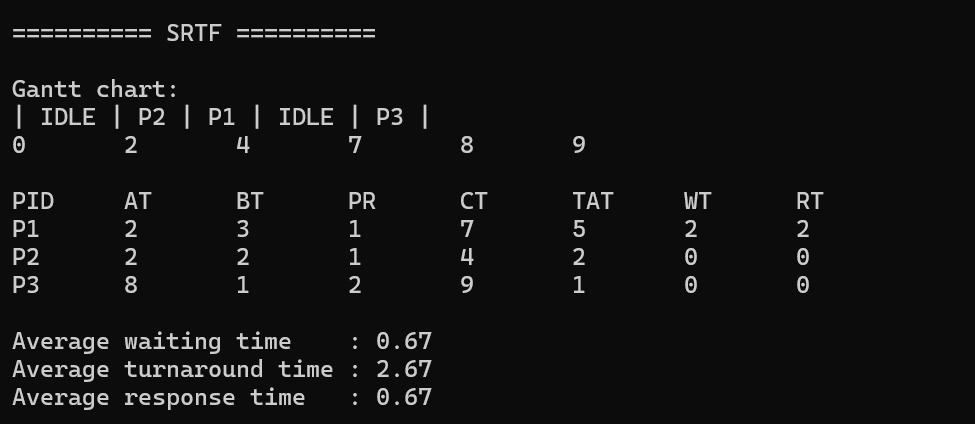 ========== SRTF ==========
Gantt chart:
| IDLE | P2 | P1 | IDLE | P3 |
0       2       4       7       8       9
PID     AT      BT      PR      CT      TAT     WT      RT
P1      2       3       1       7       5       2       2
P2      2       2       1       4       2       0       0
P3      8       1       2       9       1       0       0
Average waiting time    : 0.67
Average turnaround time : 2.67
Average response time   : 0.67